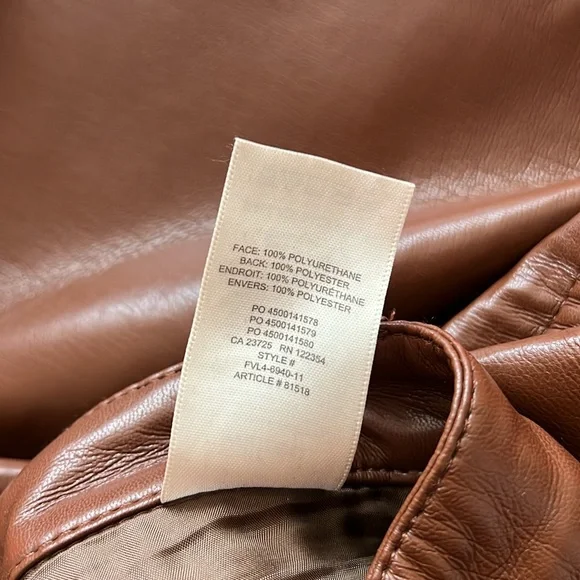 FACE: 100% POLYURETHANE
BACK: 100% POLYESTER
ENDROIT: 100% POLYURÉTHANE
ENVERS: 100% POLYESTER
PO 4500141578
PO 4500141579
PO 4500141580
CA 23725 RN 122354
STYLE #
FVL4-6940-11
ARTICLE # 81518